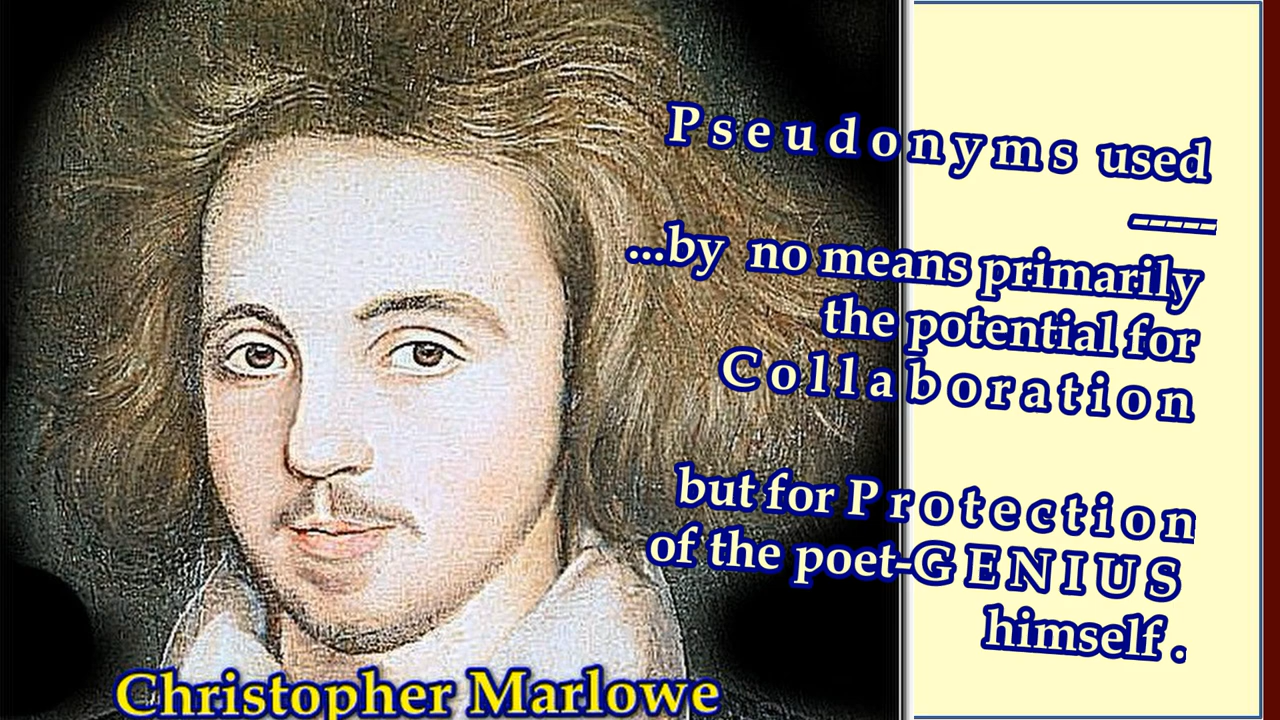 Pseudonyms used
-----
...by no means primarily
the potential for
Collaboration
but for Protection
of the poet-GENIUS
himself .
Christopher Marlowe